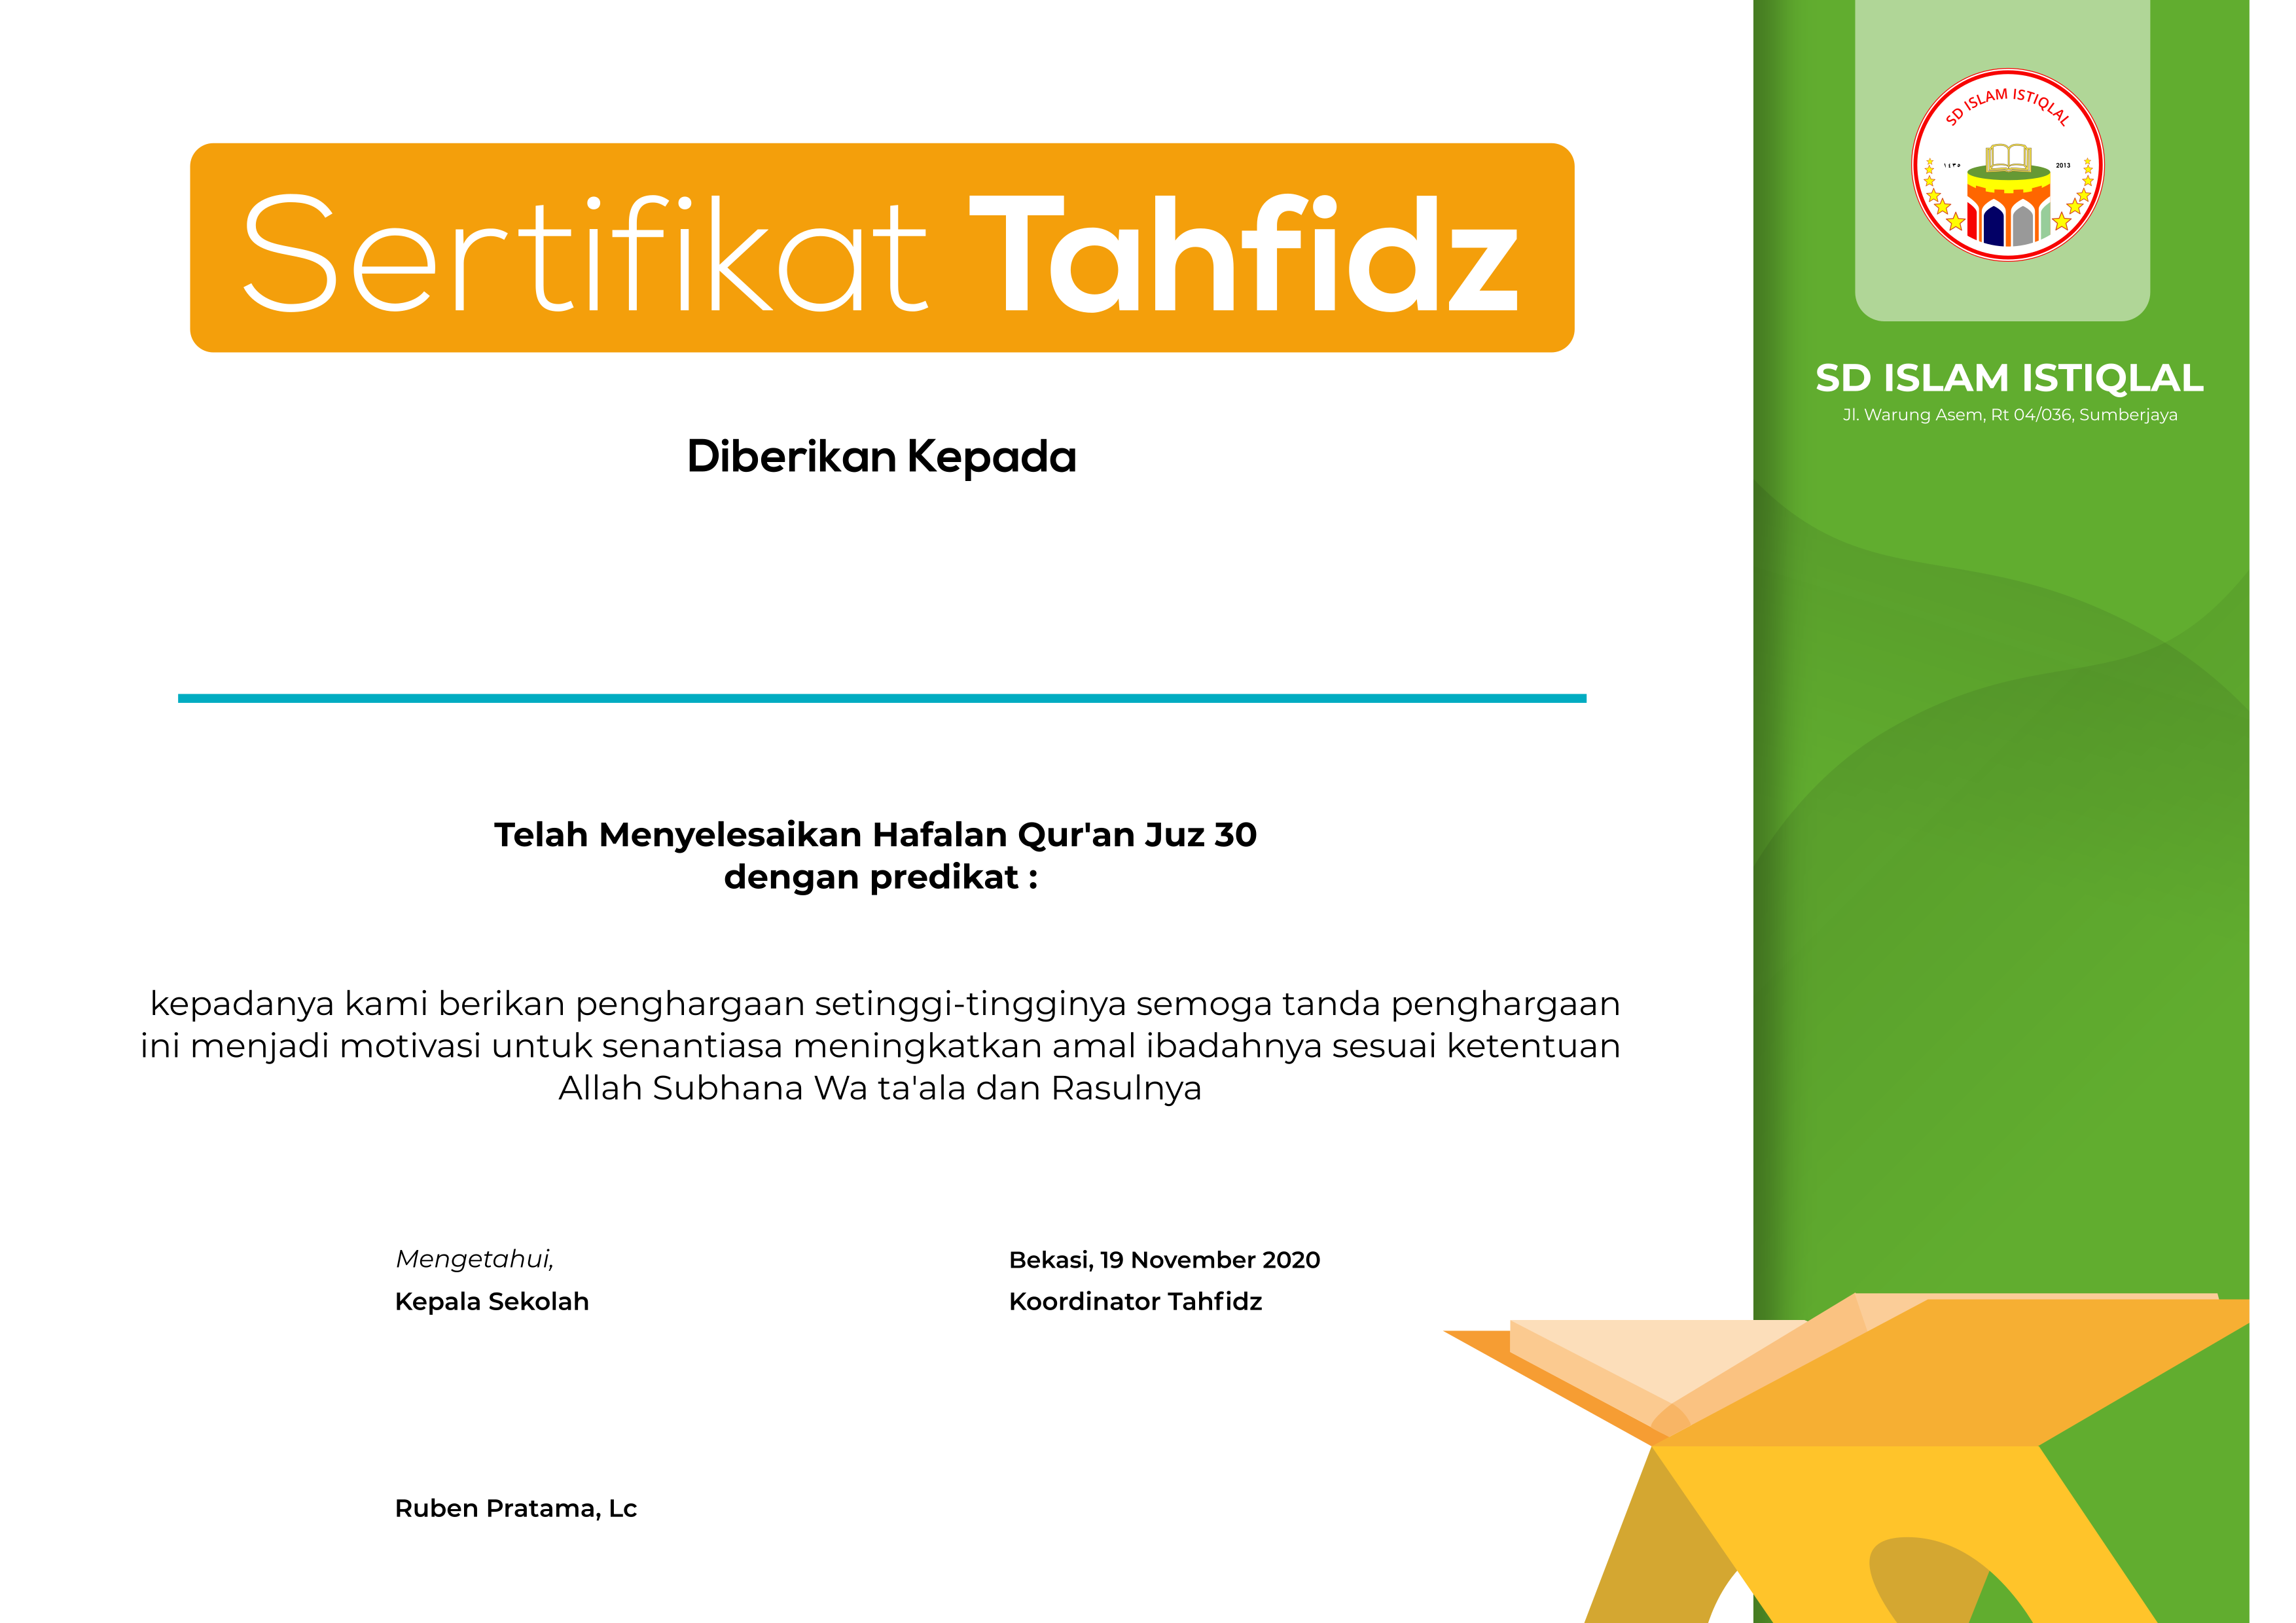 Sertifikat Tahfidz
Diberikan Kepada
Telah Menyelesaikan Hafalan Qur'an Juz 30
dengan predikat :
kepadanya kami berikan penghargaan setinggi-tingginya semoga tanda penghargaan
ini menjadi motivasi untuk senantiasa meningkatkan amal ibadahnya sesuai ketentuan
Allah Subhana Wa ta'ala dan Rasulnya
Mengetahui,
Kepala Sekolah
Ruben Pratama, Lc
Bekasi, 19 November 2020
Koordinator Tahfidz
SD ISLAM ISTIQLAL
١٤٣٥
2013
SD ISLAM ISTIQLAL
Jl. Warung Asem, Rt 04/036, Sumberjaya